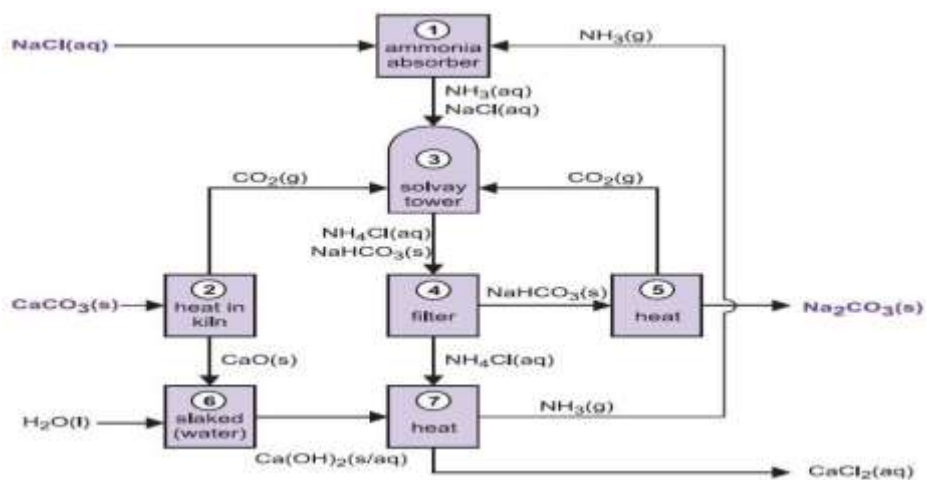 NaCl(aq)
1
ammonia
absorber
NH₃(g)
NH₃(aq)
NaCl(aq)
CO₂(g)
3
solvay
tower
CO₂(g)
NH₄Cl(aq)
NaHCO₃(s)
CaCO₃(s)
2
heat in
kiln
4
filter
NaHCO₃(s)
5
heat
Na₂CO₃(s)
CaO(s)
NH₄Cl(aq)
H₂O(l)
6
slaked
(water)
7
heat
NH₃(g)
Ca(OH)₂(s/aq)
CaCl₂(aq)